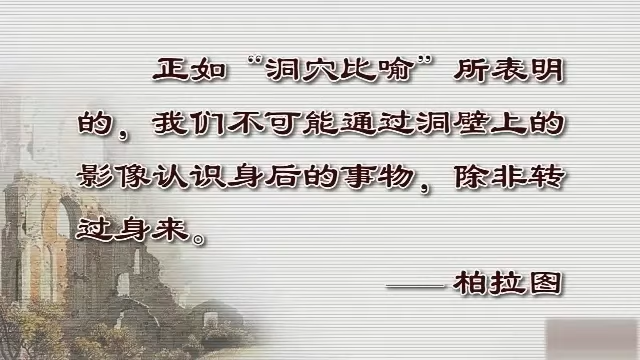 正如“洞穴比喻”所表明
的，我们不可能通过洞壁上的
影像认识身后的事物，除非转
过身来。
——柏拉图